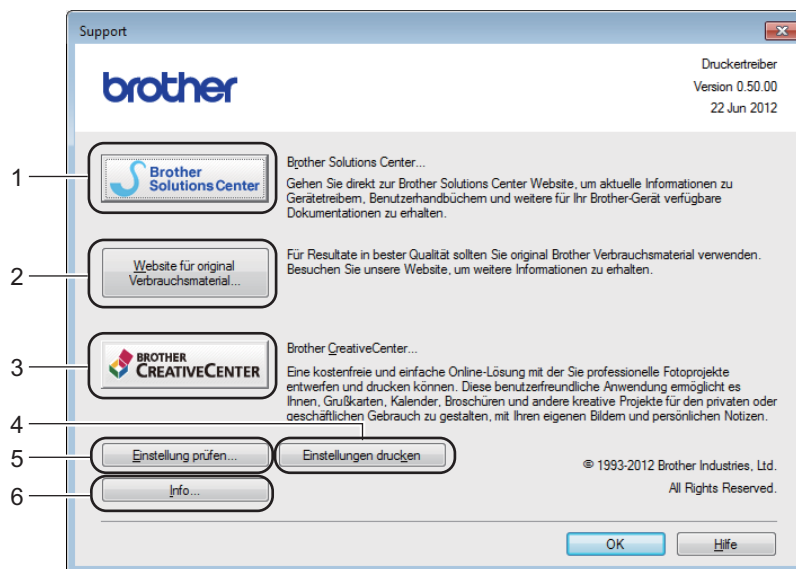 Support
brother
Druckertreiber
Version 0.50.00
22 Jun 2012
1
Brother
Solutions Center
Brother Solutions Center...
Gehen Sie direkt zur Brother Solutions Center Website, um aktuelle Informationen zu
Gerätetreibern, Benutzerhandbüchern und weitere für Ihr Brother-Gerät verfügbare
Dokumentationen zu erhalten.
2
Website für original
Verbrauchsmaterial...
Für Resultate in bester Qualität sollten Sie original Brother Verbrauchsmaterial verwenden.
Besuchen Sie unsere Website, um weitere Informationen zu erhalten.
3
BROTHER
CREATIVECENTER
Brother CreativeCenter...
Eine kostenfreie und einfache Online-Lösung mit der Sie professionelle Fotoprojekte
entwerfen und drucken können. Diese benutzerfreundliche Anwendung ermöglicht es
Ihnen, Grußkarten, Kalender, Broschüren und andere kreative Projekte für den privaten oder
geschäftlichen Gebrauch zu gestalten, mit Ihren eigenen Bildern und persönlichen Notizen.
4
5
Einstellung prüfen...
Einstellungen drucken
© 1993-2012 Brother Industries, Ltd.
6
Info...
All Rights Reserved.
OK
Hilfe